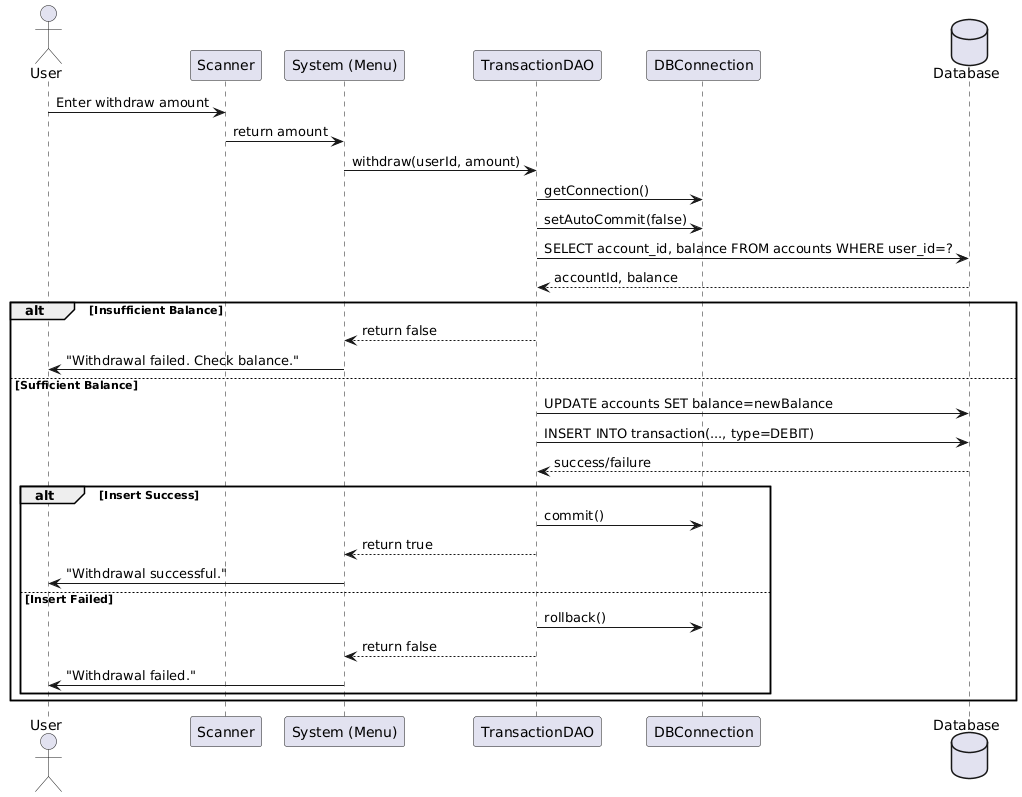 User
Scanner
System (Menu)
TransactionDAO
DBConnection
Database
Enter withdraw amount
return amount
withdraw(userId, amount)
getConnection()
setAutoCommit(false)
SELECT account_id, balance FROM accounts WHERE user_id=?
accountId, balance
alt [Insufficient Balance]
return false
"Withdrawal failed. Check balance."
[Sufficient Balance]
UPDATE accounts SET balance=newBalance
INSERT INTO transaction(..., type=DEBIT)
success/failure
alt [Insert Success]
commit()
return true
"Withdrawal successful."
[Insert Failed]
rollback()
return false
"Withdrawal failed."
User
Scanner
System (Menu)
TransactionDAO
DBConnection
Database